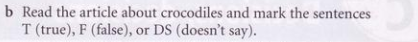 b Read the article about crocodiles and mark the sentences
T (true), F (false), or DS (doesn't say).